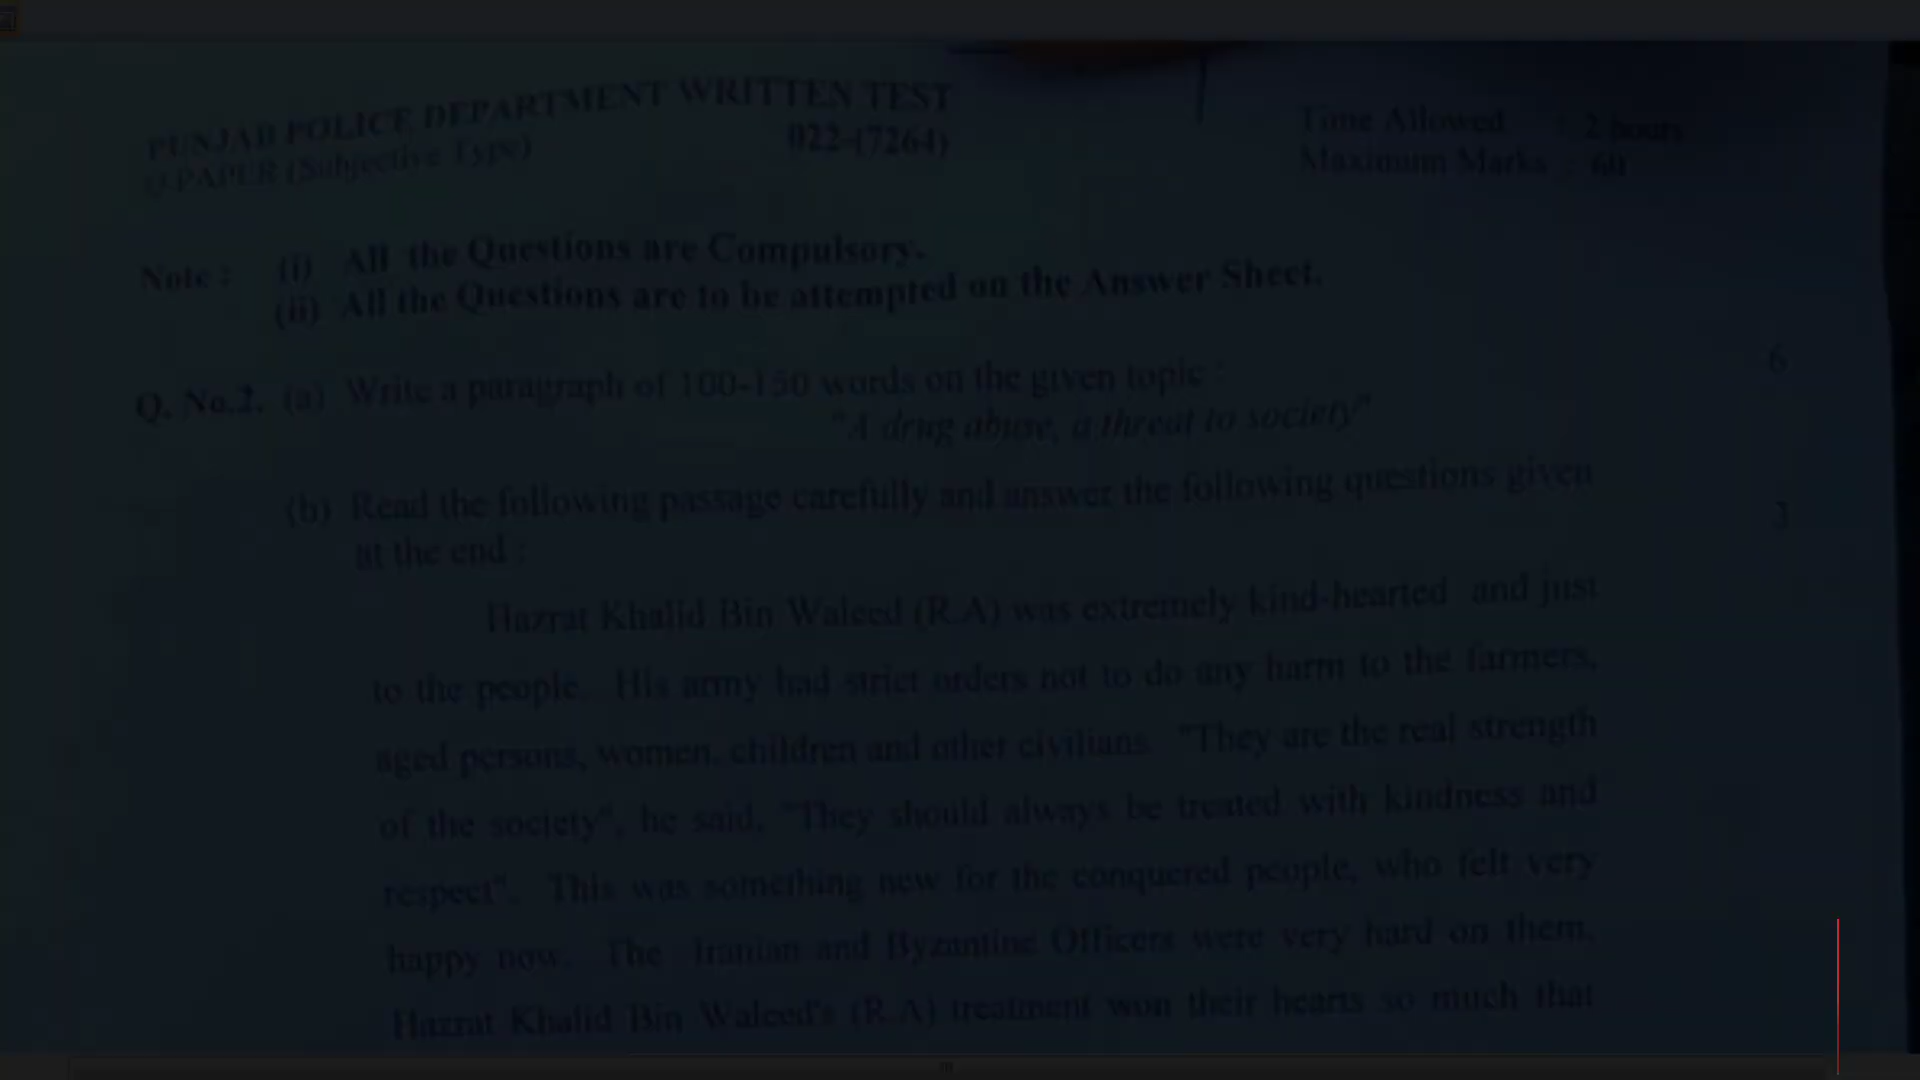 PUNJAB POLICE DEPARTMENT WRITTEN TEST
Q.PAPER (Subjective Type) 022-(7264)
Time Allowed : 2 hours
Maximum Marks : 60
Note : (i) All the Questions are Compulsory.
(ii) All the Questions are to be attempted on the Answer Sheet.
Q. No.2. (a) Write a paragraph of 100-150 words on the given topic : 6
"A drug abuse, a threat to society"
(b) Read the following passage carefully and answer the following questions given
at the end :
Hazrat Khalid Bin Waleed (R.A) was extremely kind-hearted and just
to the people. His army had strict orders not to do any harm to the farmers,
aged persons, women, children and other civilians. "They are the real strength
of the society", he said, "They should always be treated with kindness and
respect". This was something new for the conquered people, who felt very
happy now. The Iranian and Byzantine Officers were very hard on them.
Hazrat Khalid Bin Waleed's (R.A) treatment won their hearts so much that